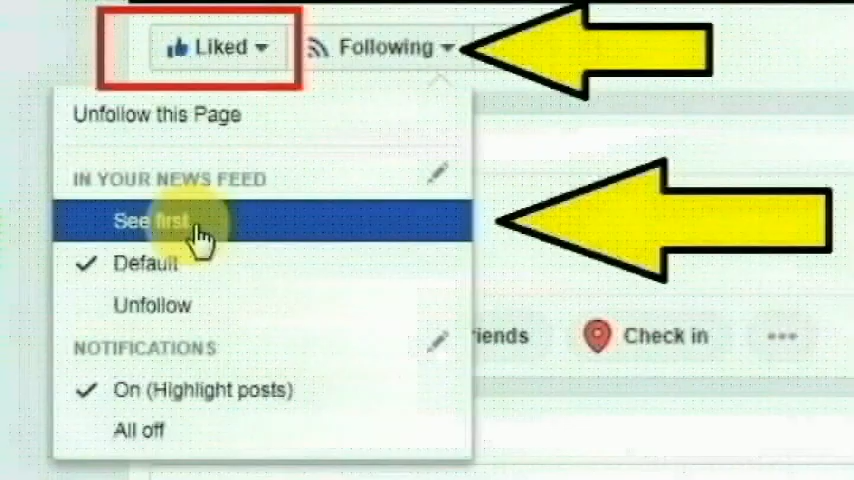 Liked Following
Unfollow this Page
IN YOUR NEWS FEED
See first
Default
Unfollow
riends Check in
NOTIFICATIONS
On (Highlight posts)
All off